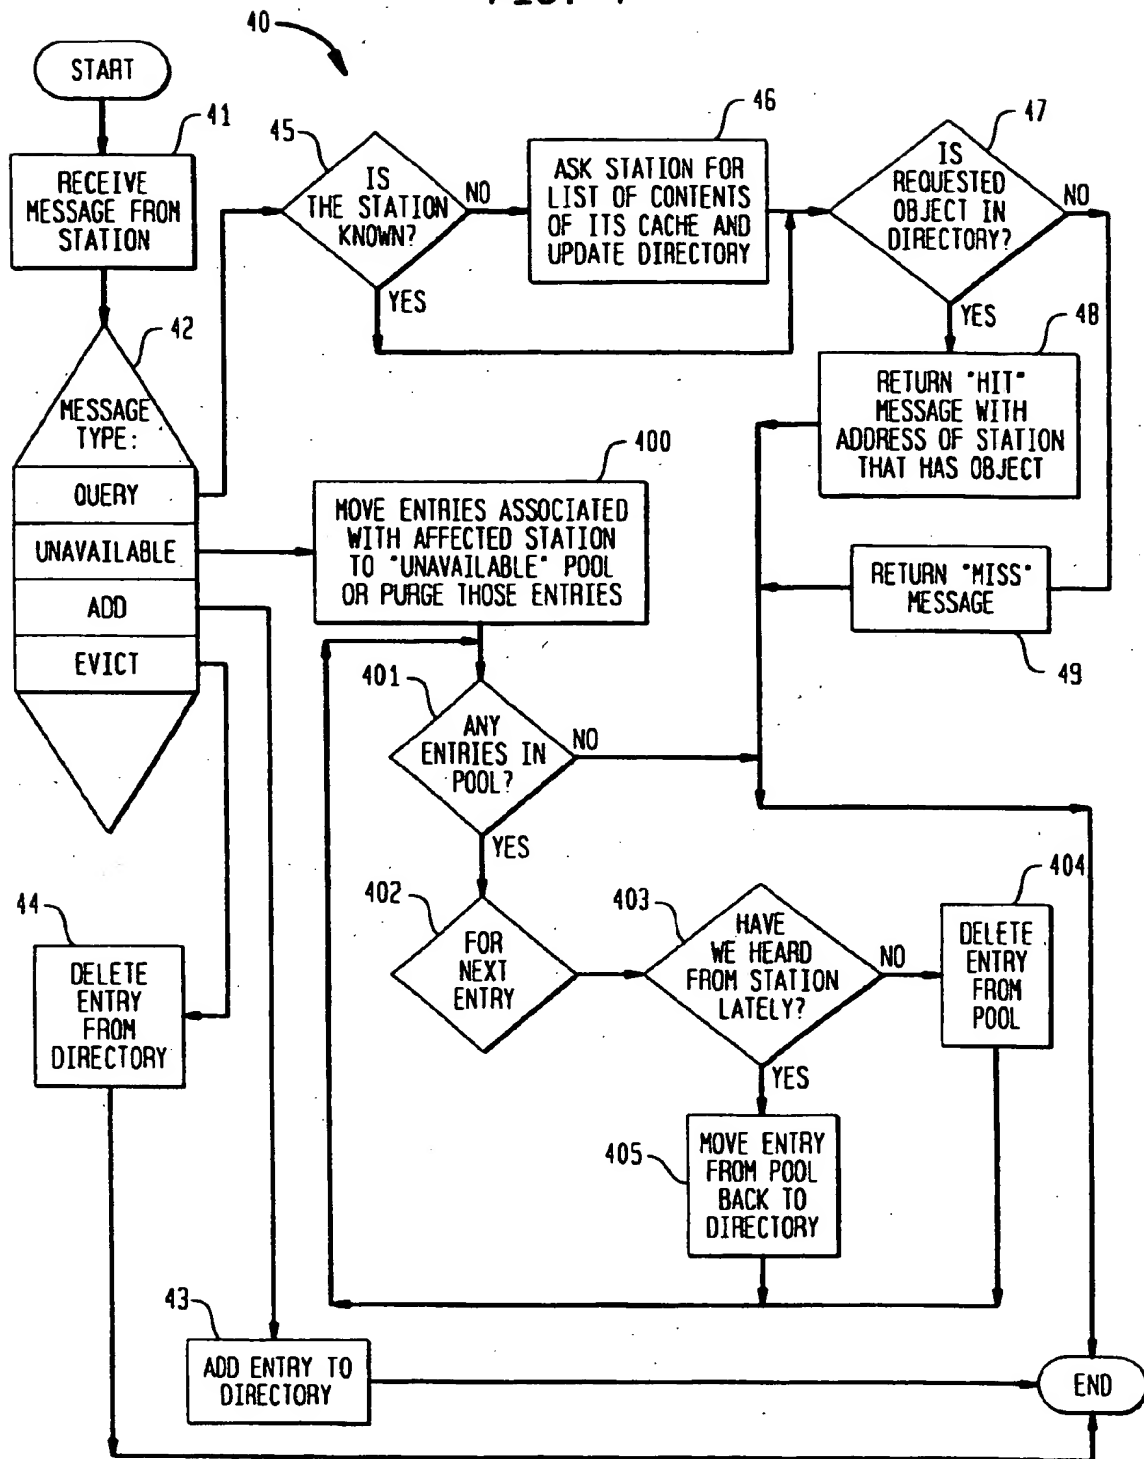 40
START
41
RECEIVE
MESSAGE FROM
STATION
42
MESSAGE
TYPE:
QUERY
UNAVAILABLE
ADD
EVICT
45
IS
THE STATION
KNOWN?
NO
YES
46
ASK STATION FOR
LIST OF CONTENTS
OF ITS CACHE AND
UPDATE DIRECTORY
47
IS
REQUESTED
OBJECT IN
DIRECTORY?
NO
YES
48
RETURN "HIT"
MESSAGE WITH
ADDRESS OF STATION
THAT HAS OBJECT
RETURN "MISS"
MESSAGE
49
400
MOVE ENTRIES ASSOCIATED
WITH AFFECTED STATION
TO "UNAVAILABLE" POOL
OR PURGE THOSE ENTRIES
401
ANY
ENTRIES IN
POOL?
NO
YES
402
FOR
NEXT
ENTRY
403
HAVE
WE HEARD
FROM STATION
LATELY?
NO
YES
404
DELETE
ENTRY
FROM
POOL
405
MOVE ENTRY
FROM POOL
BACK TO
DIRECTORY
44
DELETE
ENTRY
FROM
DIRECTORY
43
ADD ENTRY TO
DIRECTORY
END